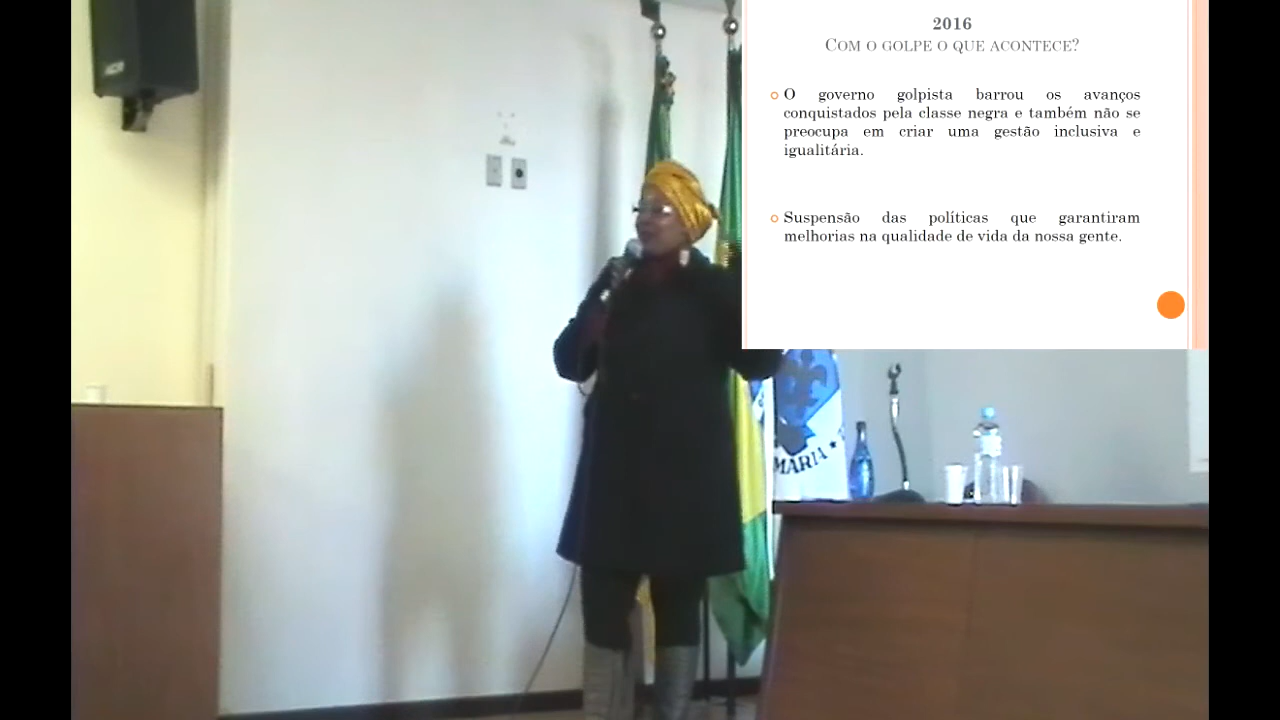 2016
COM O GOLPE O QUE ACONTECE?
O governo golpista barrou os avanços
conquistados pela classe negra e também não se
preocupa em criar uma gestão inclusiva e
igualitária.
Suspensão das políticas que garantiram
melhorias na qualidade de vida da nossa gente.
MARIA